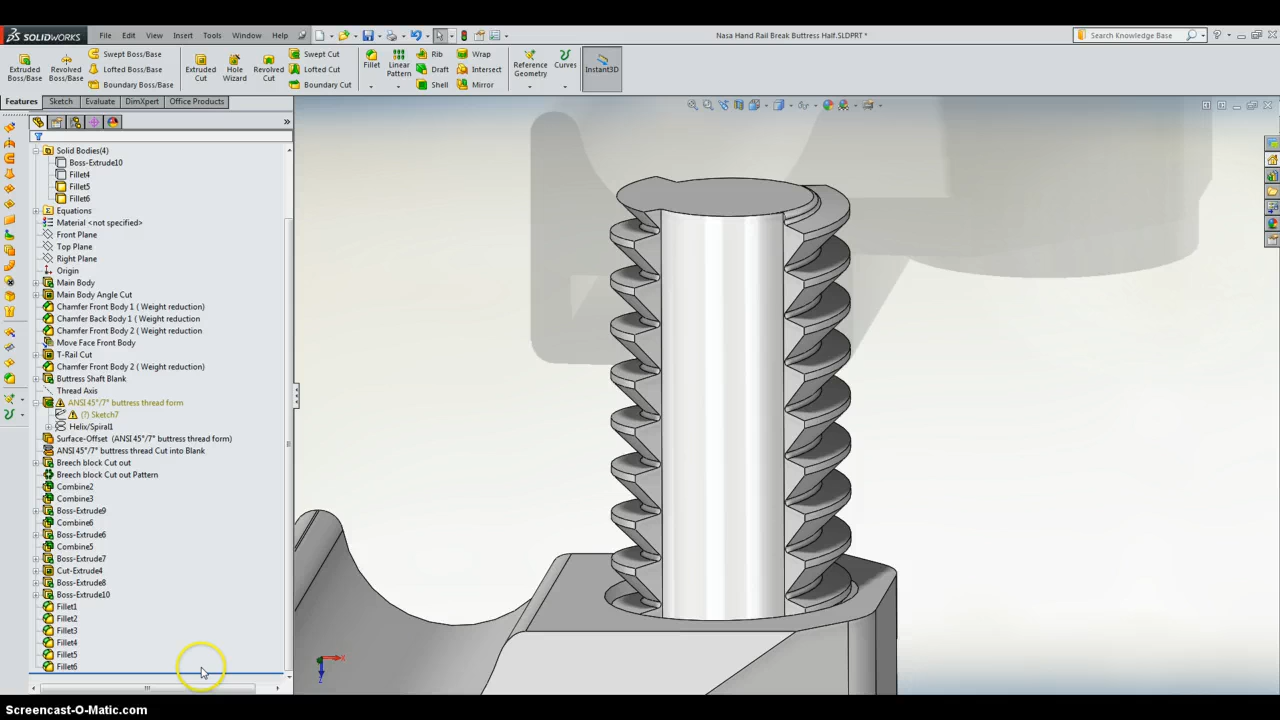 SOLIDWORKS File Edit View Insert Tools Window Help Nasa Hand Rail Break Buttress Half.SLDPRT * Search Knowledge Base
Extruded Boss/Base
Revolved Boss/Base
Swept Boss/Base
Lofted Boss/Base
Boundary Boss/Base
Extruded Cut
Hole Wizard
Revolved Cut
Swept Cut
Lofted Cut
Boundary Cut
Fillet
Linear Pattern
Rib
Draft
Shell
Wrap
Intersect
Mirror
Reference Geometry
Curves
Instant3D
Features Sketch Evaluate DimXpert Office Products
Solid Bodies(4)
Boss-Extrude10
Fillet4
Fillet5
Fillet6
Equations
Material <not specified>
Front Plane
Top Plane
Right Plane
Origin
Main Body
Main Body Angle Cut
Chamfer Front Body 1 ( Weight reduction)
Chamfer Back Body 1 ( Weight reduction
Chamfer Front Body 2 ( Weight reduction
Move Face Front Body
T-Rail Cut
Chamfer Front Body 2 ( Weight reduction)
Buttress Shaft Blank
Thread Axis
ANSI 45°/7° buttress thread form
(?) Sketch7
Helix/Spiral1
Surface-Offset (ANSI 45°/7° buttress thread form)
ANSI 45°/7° buttress thread Cut into Blank
Breech block Cut out
Breech block Cut out Pattern
Combine2
Combine3
Boss-Extrude9
Combine6
Boss-Extrude6
Combine5
Boss-Extrude7
Cut-Extrude4
Boss-Extrude8
Boss-Extrude10
Fillet1
Fillet2
Fillet3
Fillet4
Fillet5
Fillet6
X
Z
Screencast-O-Matic.com